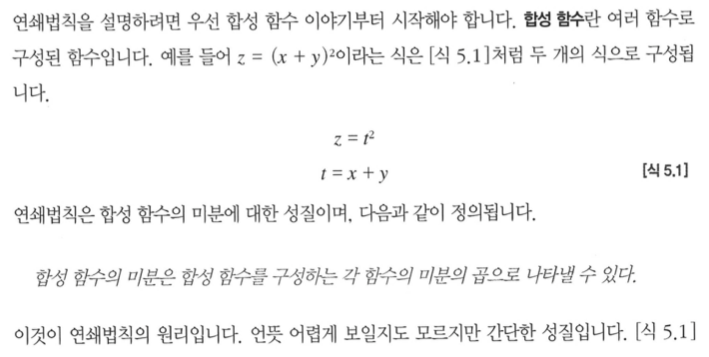 연쇄법칙을 설명하려면 우선 합성 함수 이야기부터 시작해야 합니다. 합성 함수란 여러 함수로
구성된 함수입니다. 예를 들어 z = (x + y)²이라는 식은 [식 5.1]처럼 두 개의 식으로 구성됩
니다.
z = t²
t = x + y [식 5.1]
연쇄법칙은 합성 함수의 미분에 대한 성질이며, 다음과 같이 정의됩니다.
합성 함수의 미분은 합성 함수를 구성하는 각 함수의 미분의 곱으로 나타낼 수 있다.
이것이 연쇄법칙의 원리입니다. 언뜻 어렵게 보일지도 모르지만 간단한 성질입니다. [식 5.1]